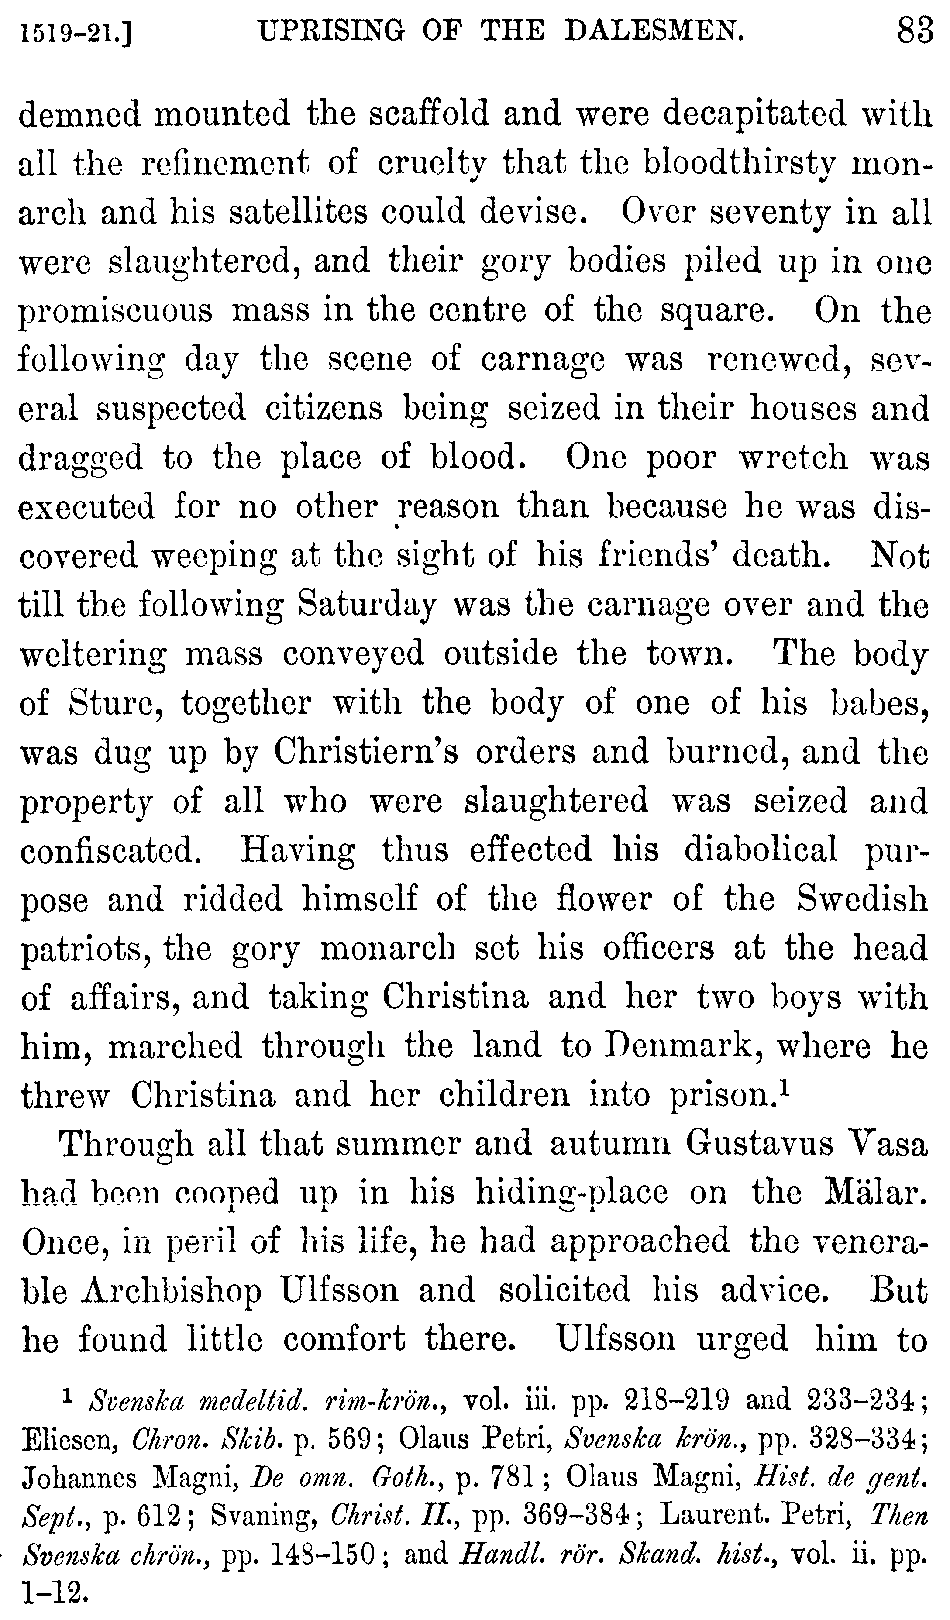 1519-21.] UPRISING OF THE DALESMEN. 83
demned mounted the scaffold and were decapitated with
all the refinement of cruelty that the bloodthirsty mon-
arch and his satellites could devise. Over seventy in all
were slaughtered, and their gory bodies piled up in one
promiscuous mass in the centre of the square. On the
following day the scene of carnage was renewed, sev-
eral suspected citizens being seized in their houses and
dragged to the place of blood. One poor wretch was
executed for no other reason than because he was dis-
covered weeping at the sight of his friends' death. Not
till the following Saturday was the carnage over and the
weltering mass conveyed outside the town. The body
of Sture, together with the body of one of his babes,
was dug up by Christiern's orders and burned, and the
property of all who were slaughtered was seized and
confiscated. Having thus effected his diabolical pur-
pose and ridded himself of the flower of the Swedish
patriots, the gory monarch set his officers at the head
of affairs, and taking Christina and her two boys with
him, marched through the land to Denmark, where he
threw Christina and her children into prison.¹
Through all that summer and autumn Gustavus Vasa
had been cooped up in his hiding-place on the Mälar.
Once, in peril of his life, he had approached the venera-
ble Archbishop Ulfsson and solicited his advice. But
he found little comfort there. Ulfsson urged him to
¹ Svenska medeltid. rim-krön., vol. iii. pp. 218-219 and 233-234;
Eliesen, Chron. Skib. p. 569; Olaus Petri, Svenska krön., pp. 328-334;
Johannes Magni, De omn. Goth., p. 781; Olaus Magni, Hist. de gent.
Sept., p. 612; Svaning, Christ. II., pp. 369-384; Laurent. Petri, Then
Svenska chrön., pp. 148-150; and Handl. rör. Skand. hist., vol. ii. pp.
1-12.